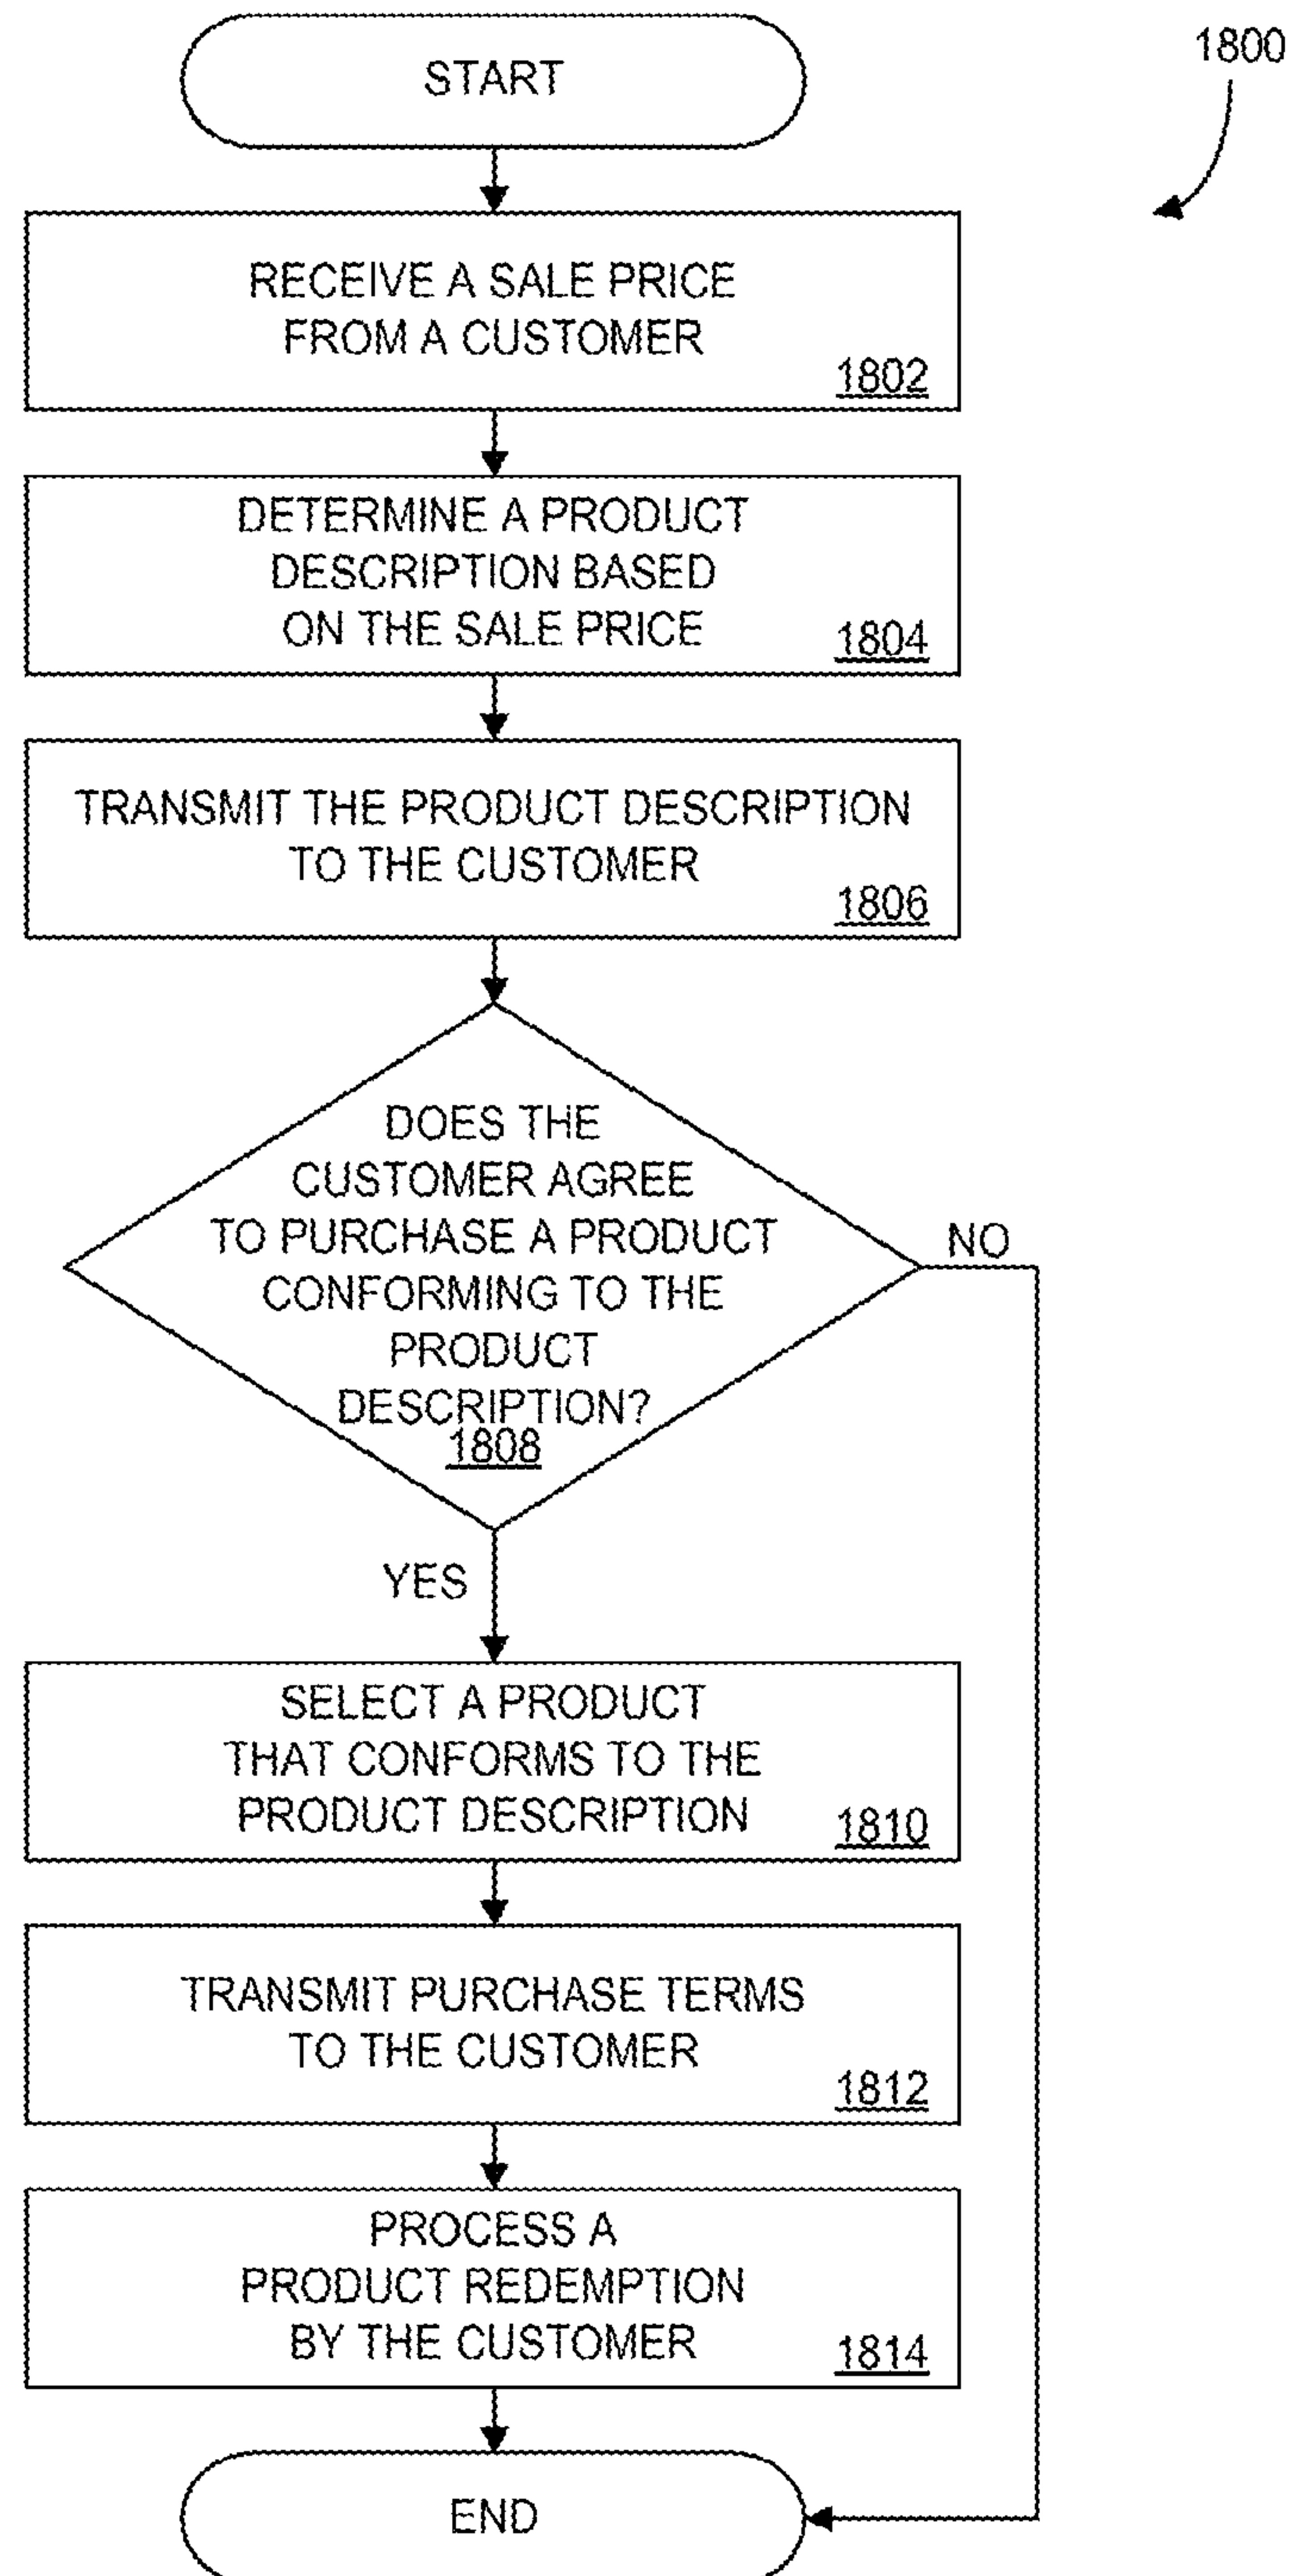 START
1800
RECEIVE A SALE PRICE
FROM A CUSTOMER
1802
DETERMINE A PRODUCT
DESCRIPTION BASED
ON THE SALE PRICE
1804
TRANSMIT THE PRODUCT DESCRIPTION
TO THE CUSTOMER
1806
DOES THE
CUSTOMER AGREE
TO PURCHASE A PRODUCT
CONFORMING TO THE
PRODUCT
DESCRIPTION?
1808
NO
YES
SELECT A PRODUCT
THAT CONFORMS TO THE
PRODUCT DESCRIPTION
1810
TRANSMIT PURCHASE TERMS
TO THE CUSTOMER
1812
PROCESS A
PRODUCT REDEMPTION
BY THE CUSTOMER
1814
END